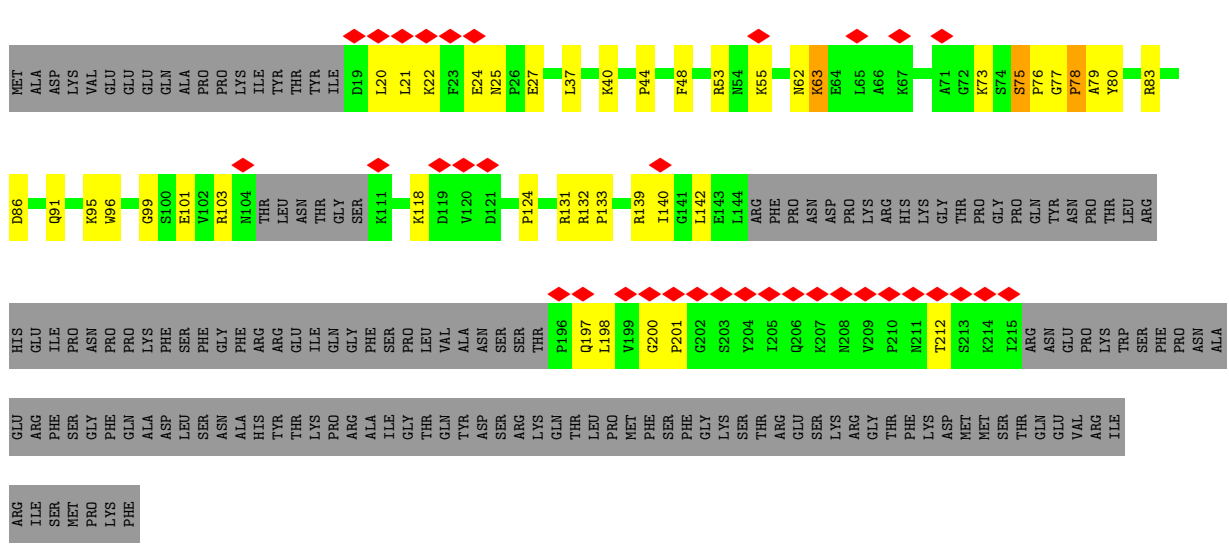 MET ALA ASP LYS VAL GLU GLU GLU GLN ALA PRO PRO LYS ILE TYR THR TYR ILE D19 L20 L21 K22 F23 E24 N25 P26 E27 L37 K40 P44 F48 R53 N54 K55 N62 K63 E64 L65 A66 K67 A71 G72 K73 S74 S75 P76 G77 P78 A79 Y80 R83
D86 Q91 K95 W96 G99 S100 E101 V102 R103 N104 THR LEU ASN THR GLY SER K111 K118 D119 V120 D121 P124 R131 R132 P133 R139 I140 G141 L142 E143 L144 ARG PHE PRO ASN ASP PRO LYS ARG HIS LYS GLY THR PRO GLY PRO GLN TYR ASN PRO THR LEU ARG
HIS GLU ILE PRO ASN PRO PRO LYS PHE SER PHE GLY PHE ARG ARG GLU ILE GLN GLY PHE SER PRO LEU VAL ALA ASN SER SER THR P196 Q197 L198 V199 G200 P201 G202 S203 Y204 I205 Q206 K207 N208 V209 P210 N211 T212 S213 K214 I215 ARG ASN GLU PRO LYS TRP SER PHE PRO ASN ALA
GLU ARG PHE SER GLY PHE GLN ALA ASP LEU SER ASN ALA HIS TYR THR LYS PRO ARG ALA ILE GLY THR GLN TYR ASP SER ARG LYS GLN THR LEU PRO MET PHE SER PHE GLY LYS SER THR ARG GLU SER LYS ARG GLY THR PHE LYS ASP MET MET SER THR GLN GLU VAL ARG ILE
ARG ILE SER MET PRO LYS PHE